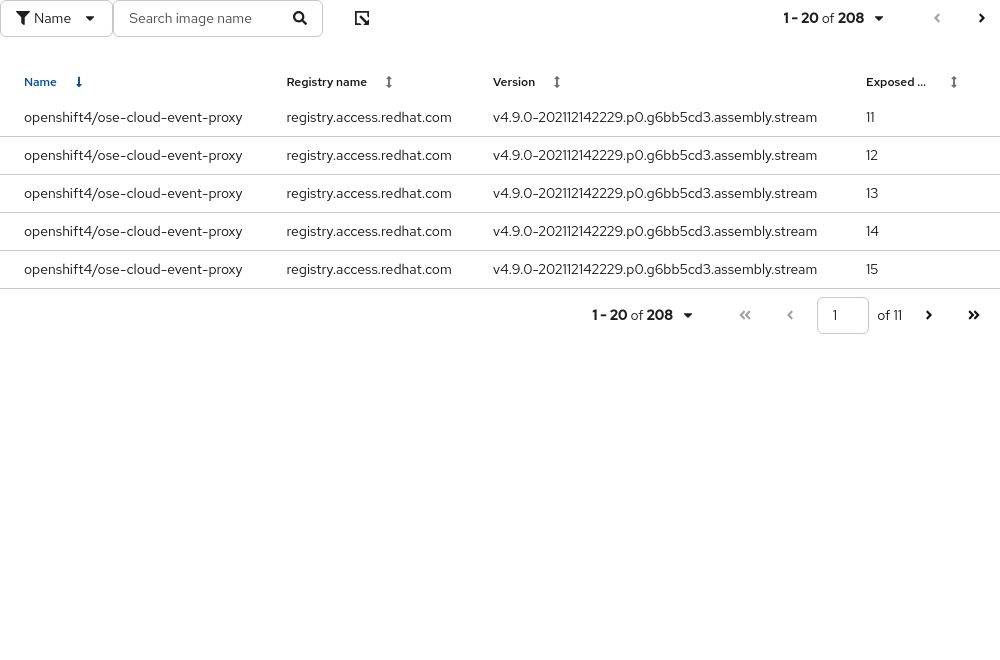 Name Search image name 1 - 20 of 208
Name Registry name Version Exposed ...
openshift4/ose-cloud-event-proxy registry.access.redhat.com v4.9.0-202112142229.p0.g6bb5cd3.assembly.stream 11
openshift4/ose-cloud-event-proxy registry.access.redhat.com v4.9.0-202112142229.p0.g6bb5cd3.assembly.stream 12
openshift4/ose-cloud-event-proxy registry.access.redhat.com v4.9.0-202112142229.p0.g6bb5cd3.assembly.stream 13
openshift4/ose-cloud-event-proxy registry.access.redhat.com v4.9.0-202112142229.p0.g6bb5cd3.assembly.stream 14
openshift4/ose-cloud-event-proxy registry.access.redhat.com v4.9.0-202112142229.p0.g6bb5cd3.assembly.stream 15
1 - 20 of 208 1 of 11